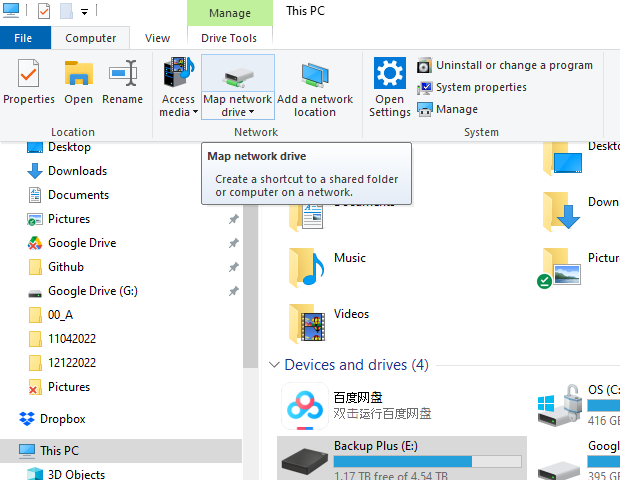 Manage
This PC
File
Computer
View
Drive Tools
Properties
Open
Rename
Access
media
Map network
drive
Add a network
location
Open
Settings
Uninstall or change a program
System properties
Manage
Location
Network
System
Map network drive
Create a shortcut to a shared folder
or computer on a network.
Desktop
Downloads
Documents
Pictures
Google Drive
Github
Google Drive (G:)
00_A
11042022
12122022
Pictures
Dropbox
This PC
3D Objects
Deskto
Documents
Down
Music
Pictur
Videos
Devices and drives (4)
百度网盘
双击运行百度网盘
OS (C:
416 G
Backup Plus (E:)
1.17 TB free of 4.54 TB
Googl
395 G